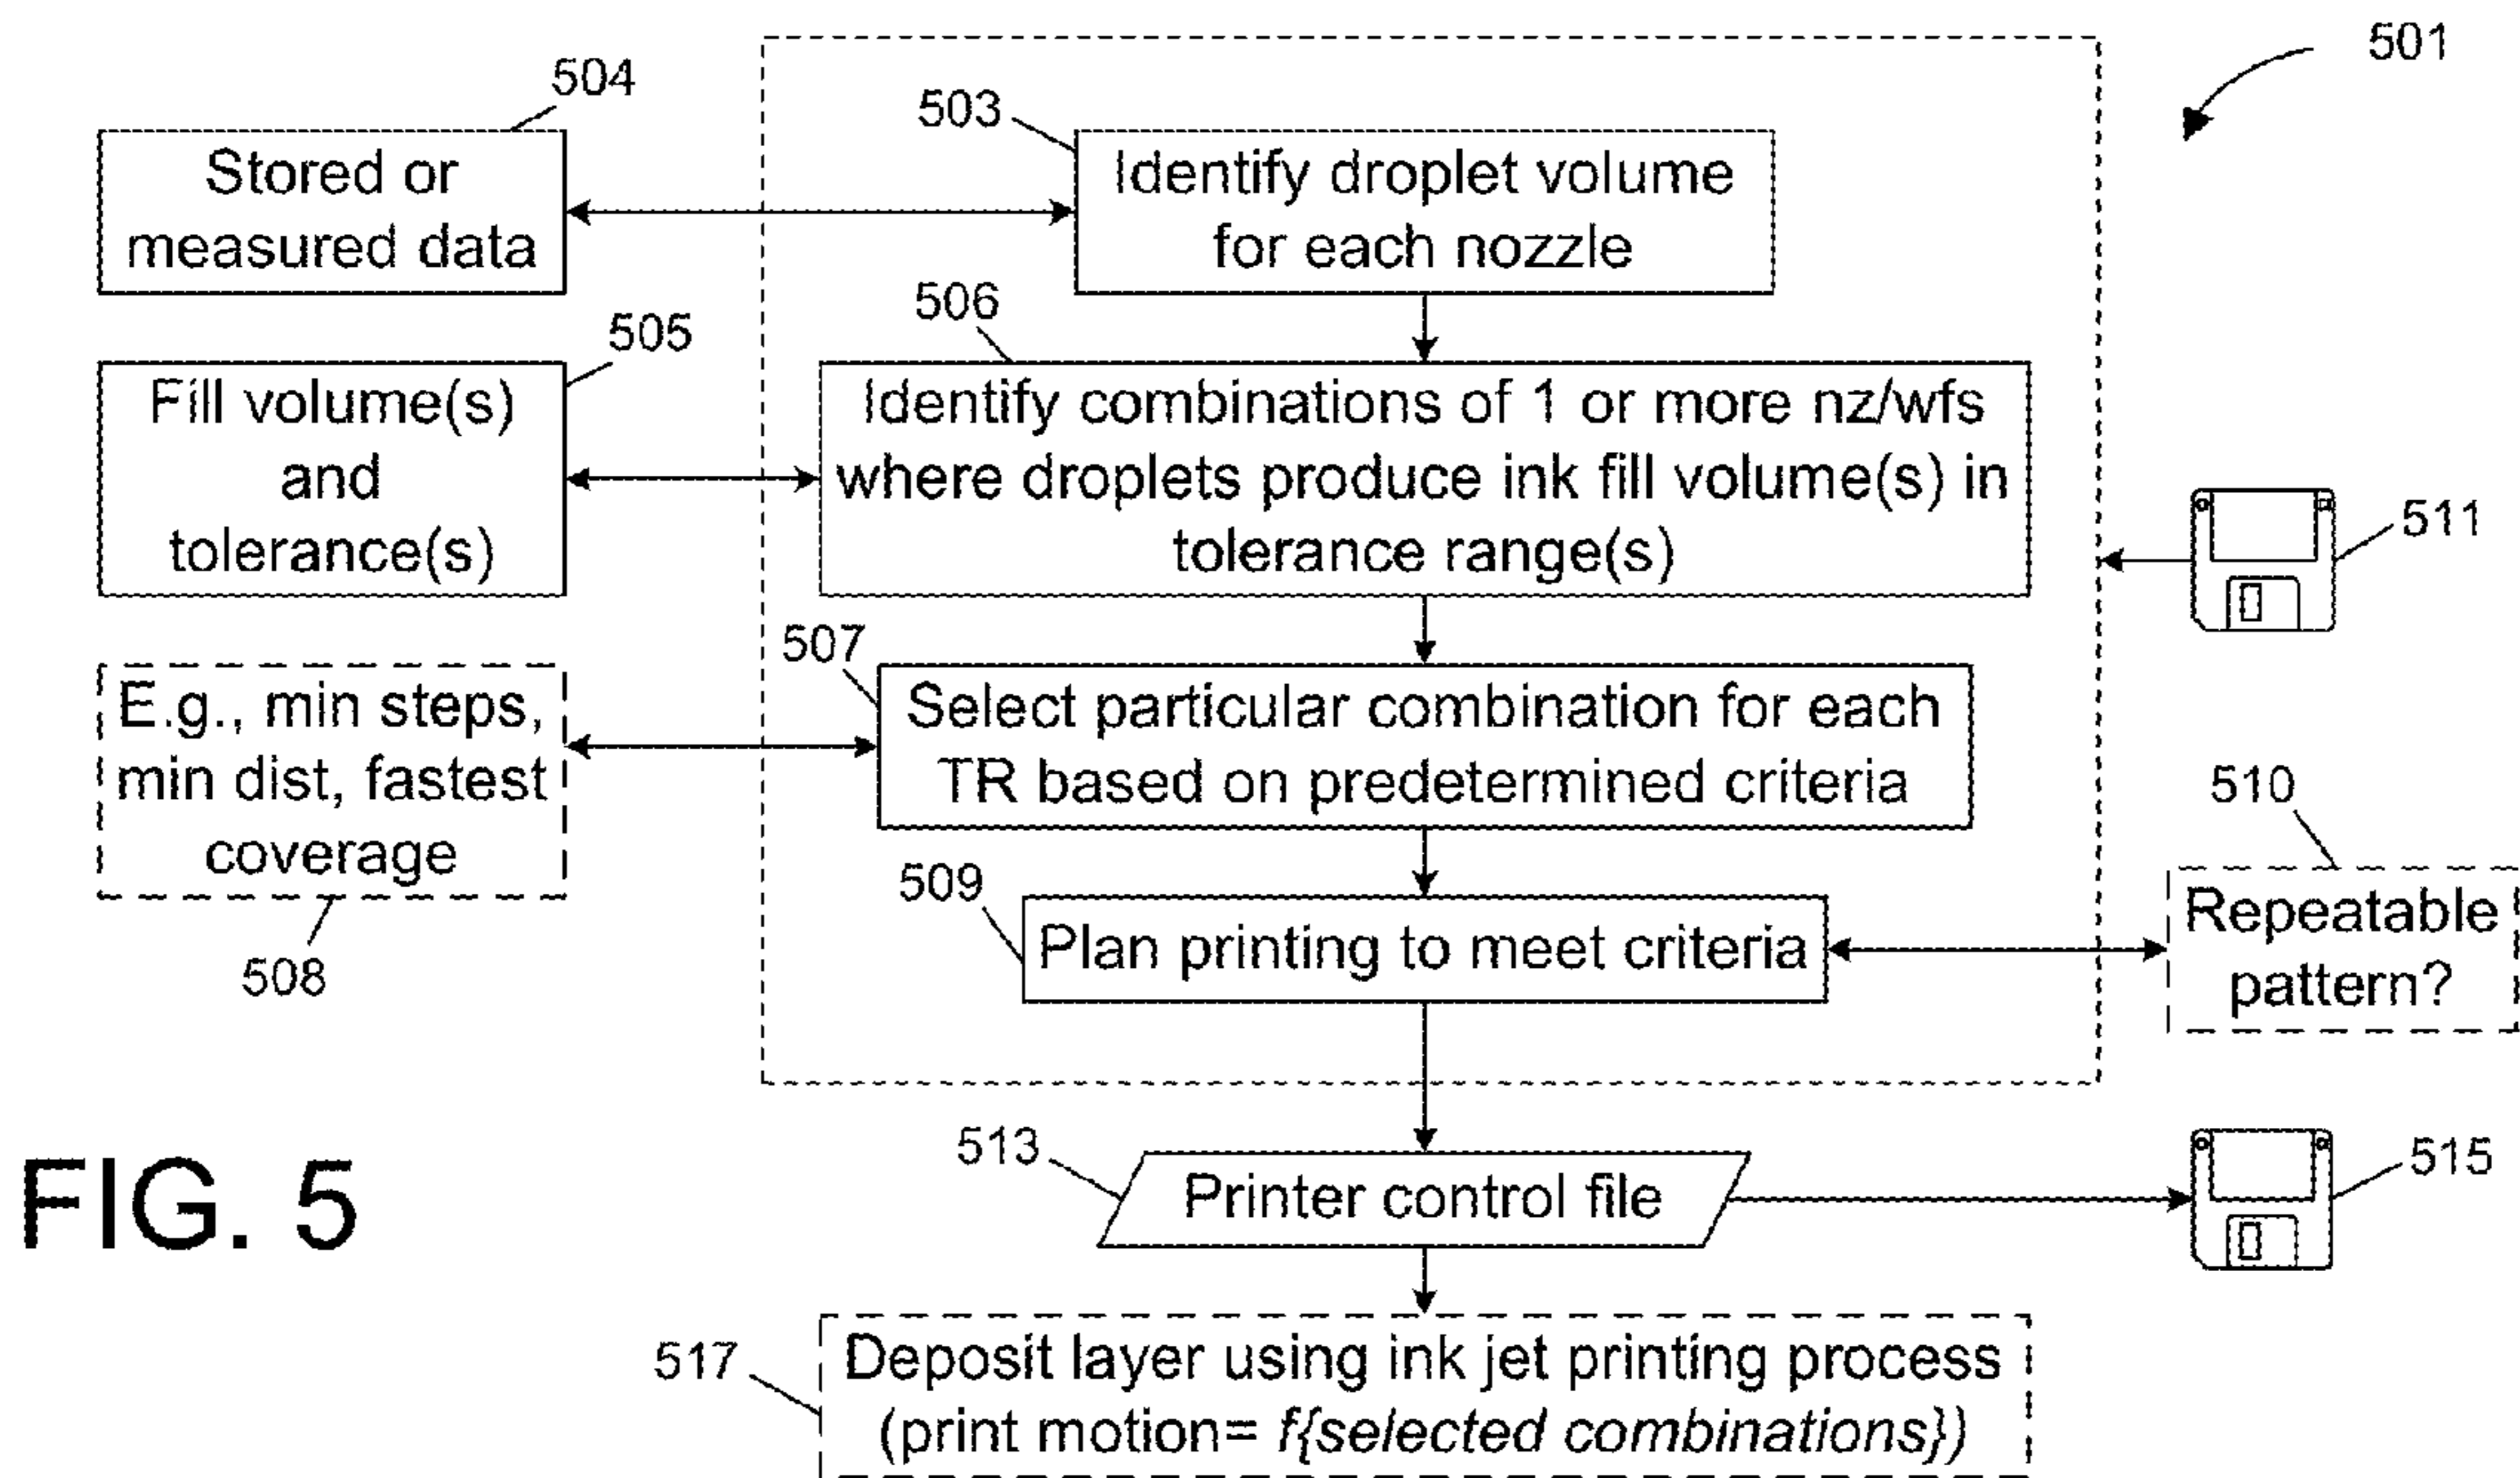 501
504
Stored or
measured data
503
Identify droplet volume
for each nozzle
505
Fill volume(s)
and
tolerance(s)
506
Identify combinations of 1 or more nz/wfs
where droplets produce ink fill volume(s) in
tolerance range(s)
511
507
Select particular combination for each
TR based on predetermined criteria
E.g., min steps,
min dist, fastest
coverage
508
509
Plan printing to meet criteria
510
Repeatable
pattern?
513
Printer control file
515
517
Deposit layer using ink jet printing process
(print motion= f{selected combinations})
FIG. 5